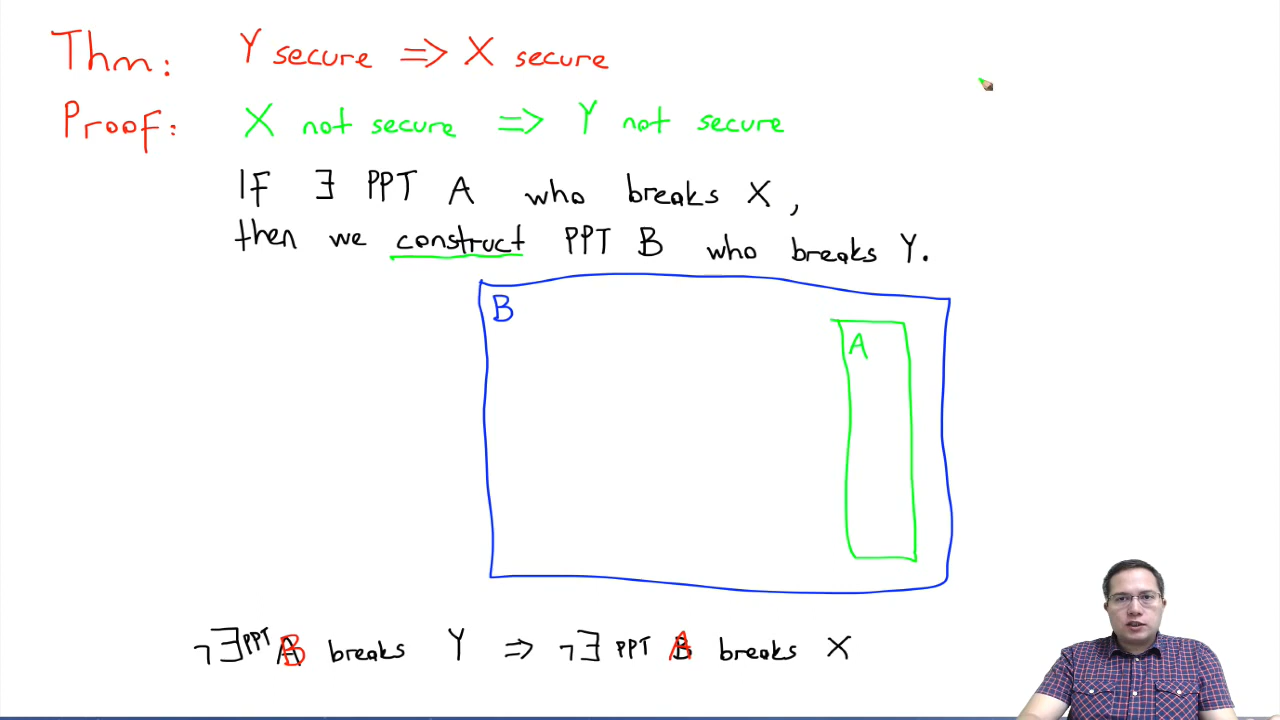 Thm: Y secure => X secure
Proof: X not secure => Y not secure
IF ∃ PPT A who breaks X,
then we construct PPT B who breaks Y.
B
A
¬∃ PPT B breaks Y => ¬∃ PPT A breaks X